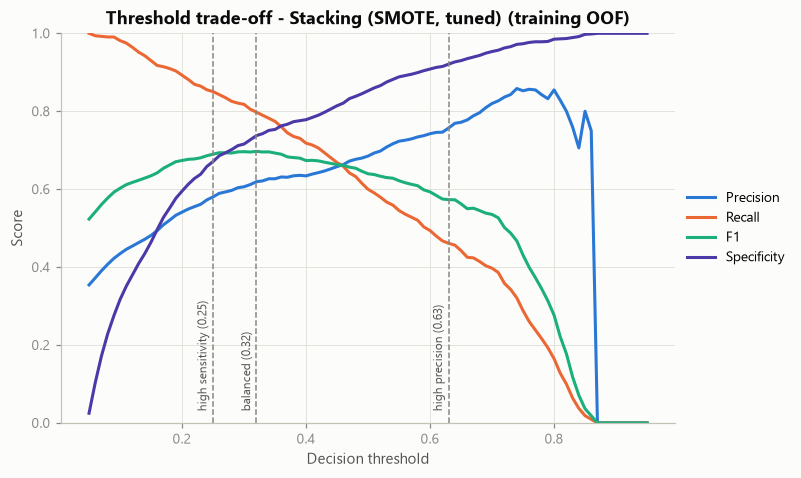 Threshold trade-off - Stacking (SMOTE, tuned) (training OOF)
1.0
0.8
0.6
0.4
0.2
0.0
Score
high sensitivity (0.25)
balanced (0.32)
high precision (0.63)
0.2
0.4
0.6
0.8
Decision threshold
Precision
Recall
F1
Specificity